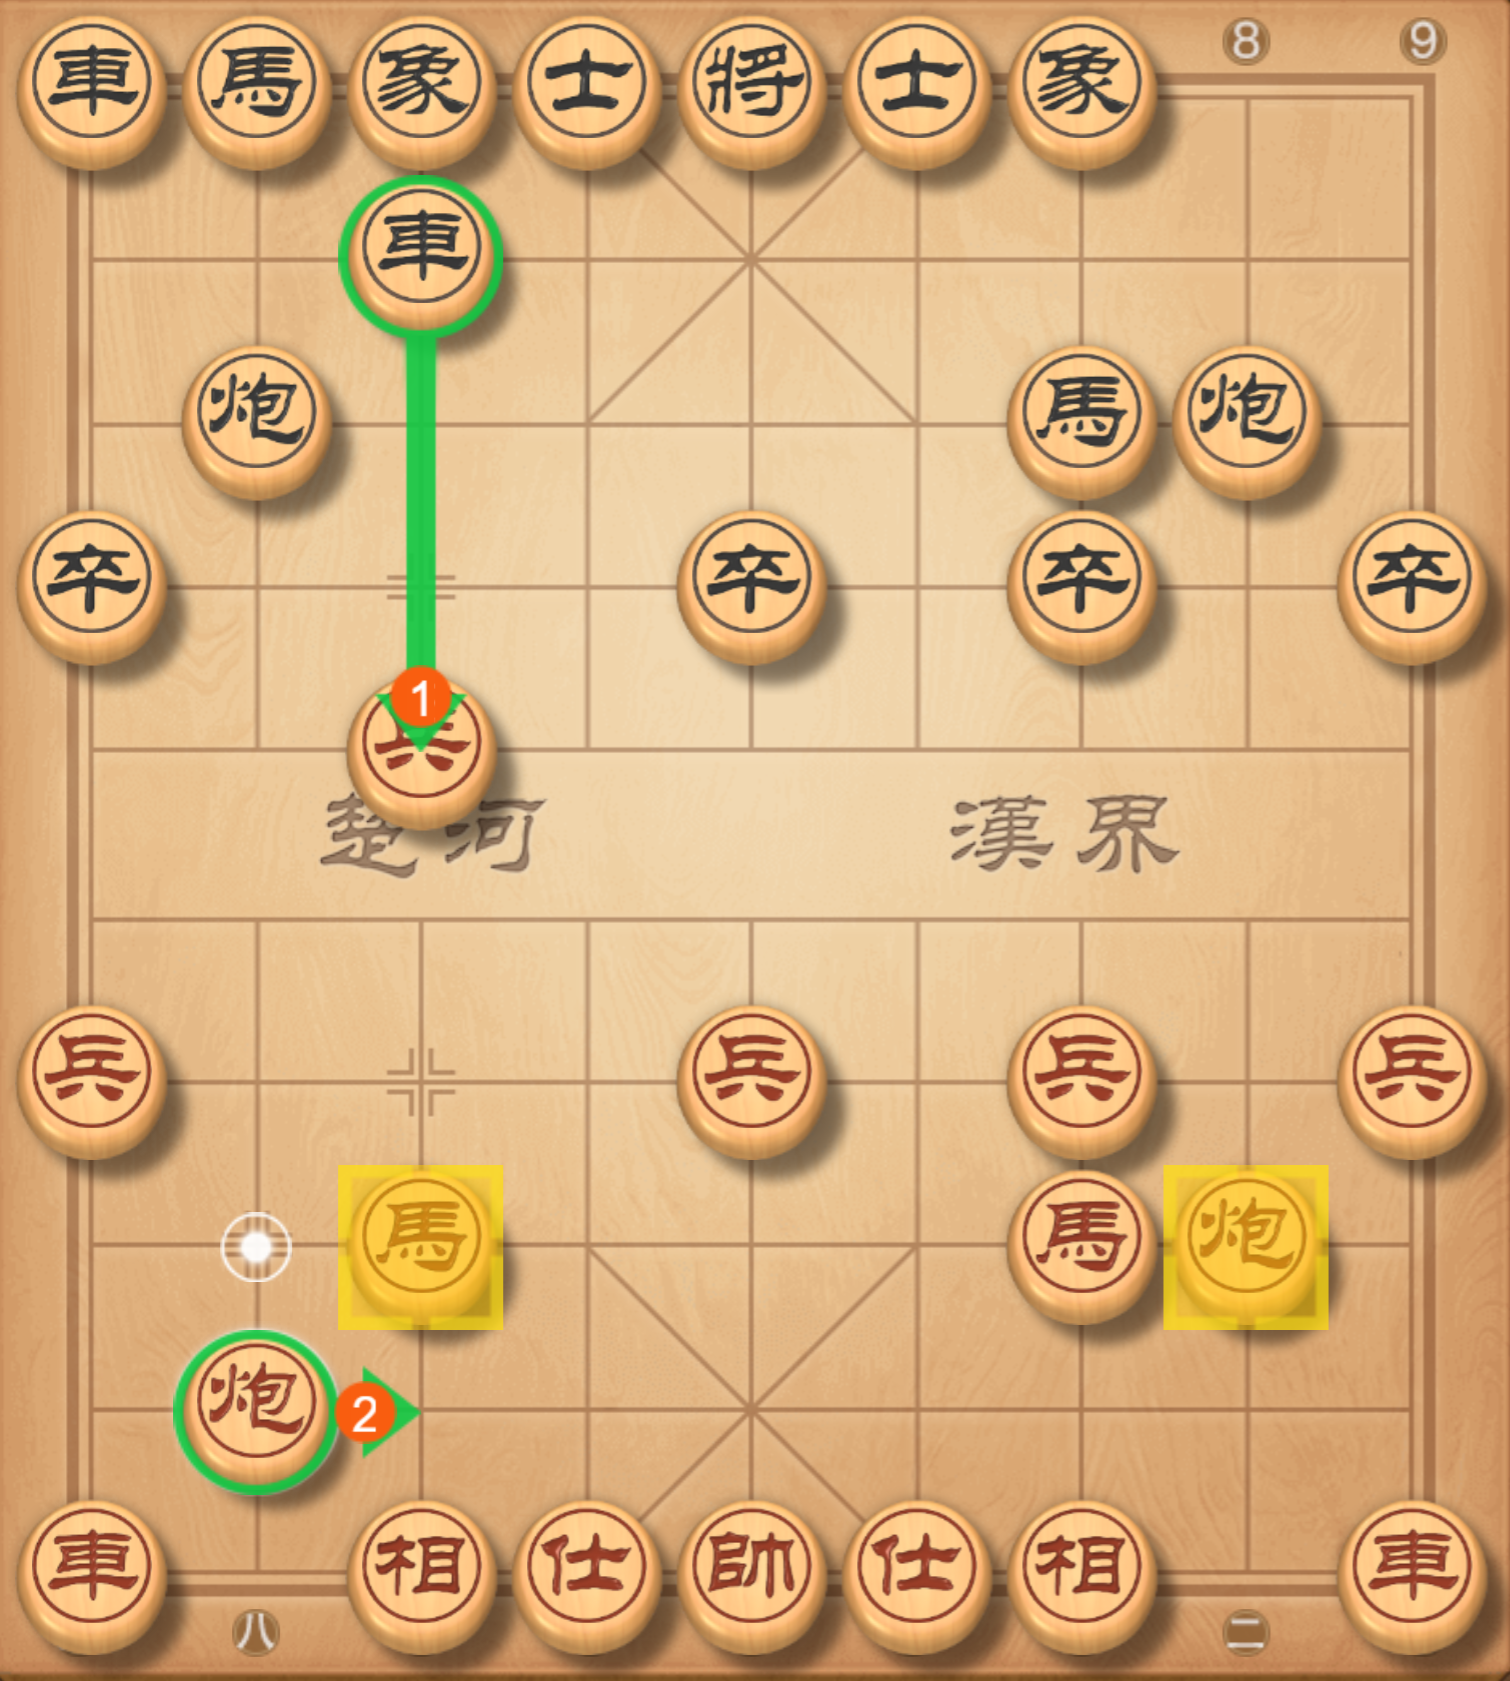 8 9
車 馬 象 士 將 士 象
車
炮 馬 炮
卒 卒 卒 卒
1
兵
楚河 漢界
兵 兵 兵 兵
馬 馬 炮
炮 2
車 相 仕 帥 仕 相 車
八 二